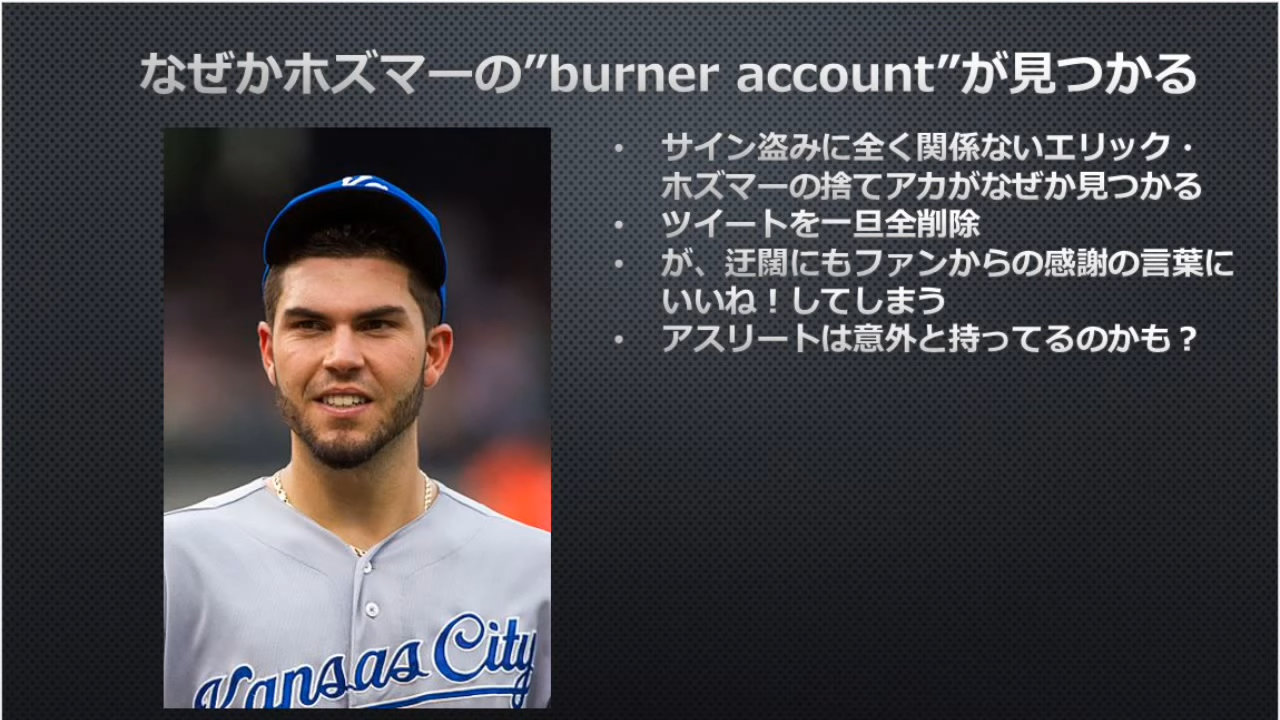 なぜかホズマーの”burner account”が見つかる
• サイン盗みに全く関係ないエリック・
ホズマーの捨てアカがなぜか見つかる
• ツイートを一旦全削除
• が、迂闊にもファンからの感謝の言葉に
いいね！してしまう
• アスリートは意外と持ってるのかも？
KC
Kansas City